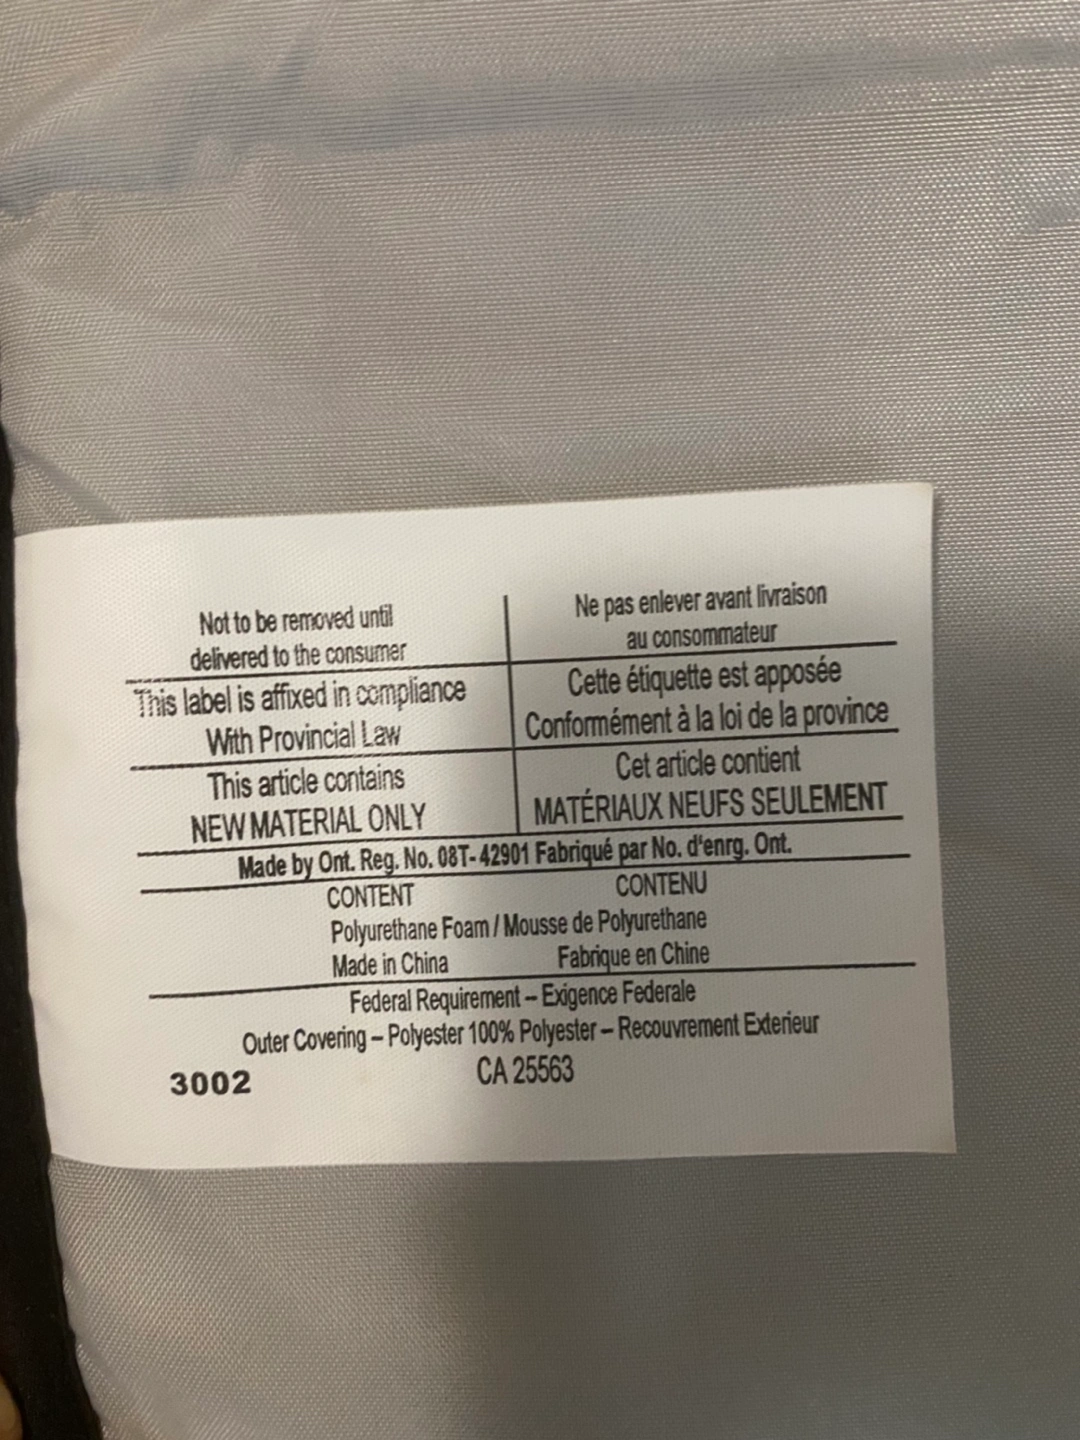 Not to be removed until
delivered to the consumer
Ne pas enlever avant livraison
au consommateur
This label is affixed in compliance
With Provincial Law
Cette étiquette est apposée
Conformément à la loi de la province
This article contains
NEW MATERIAL ONLY
Cet article contient
MATÉRIAUX NEUFS SEULEMENT
Made by Ont. Reg. No. 08T-42901 Fabriqué par No. d'enrg. Ont.
CONTENT CONTENU
Polyurethane Foam / Mousse de Polyurethane
Made in China Fabrique en Chine
Federal Requirement – Exigence Federale
Outer Covering – Polyester 100% Polyester – Recouvrement Exterieur
3002 CA 25563